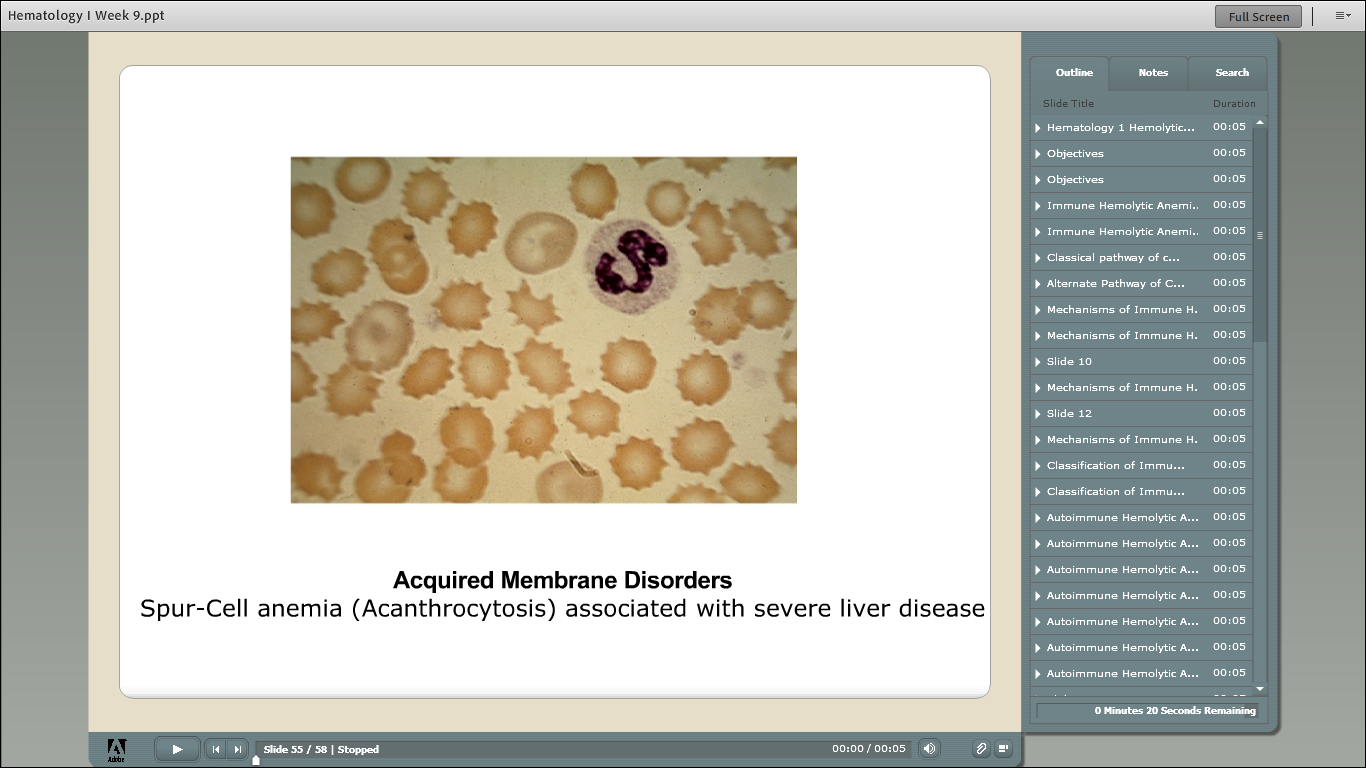 Hematology I Week 9.ppt
Full Screen
Outline Notes Search
Slide Title Duration
Hematology 1 Hemolytic... 00:05
Objectives 00:05
Objectives 00:05
Immune Hemolytic Anemi.. 00:05
Immune Hemolytic Anemi.. 00:05
Classical pathway of c... 00:05
Alternate Pathway of C... 00:05
Mechanisms of Immune H. 00:05
Mechanisms of Immune H. 00:05
Slide 10 00:05
Mechanisms of Immune H. 00:05
Slide 12 00:05
Mechanisms of Immune H. 00:05
Classification of Immu... 00:05
Classification of Immu... 00:05
Autoimmune Hemolytic A... 00:05
Autoimmune Hemolytic A... 00:05
Autoimmune Hemolytic A... 00:05
Autoimmune Hemolytic A... 00:05
Autoimmune Hemolytic A... 00:05
Autoimmune Hemolytic A... 00:05
Autoimmune Hemolytic A... 00:05
0 Minutes 20 Seconds Remaining
Acquired Membrane Disorders
Spur-Cell anemia (Acanthrocytosis) associated with severe liver disease
Adobe
Slide 55 / 58 | Stopped
00:00 / 00:05